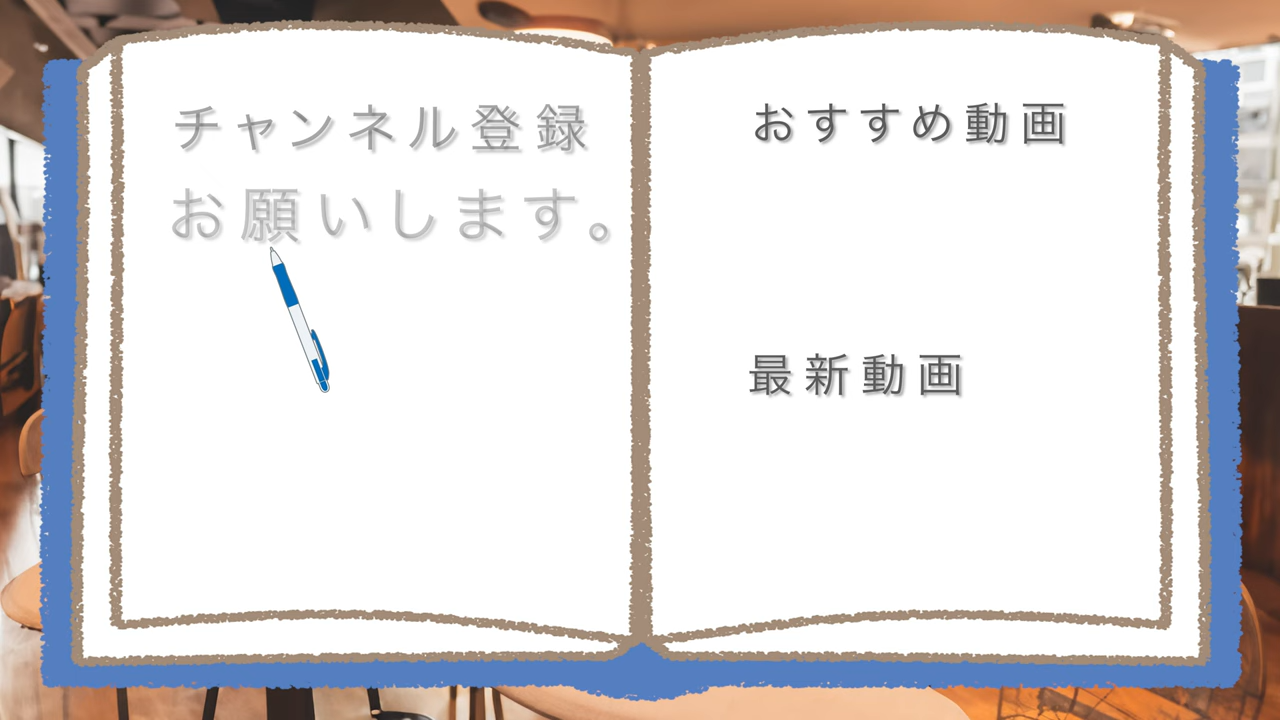 チャンネル登録
お願いします。
おすすめ動画
最新動画